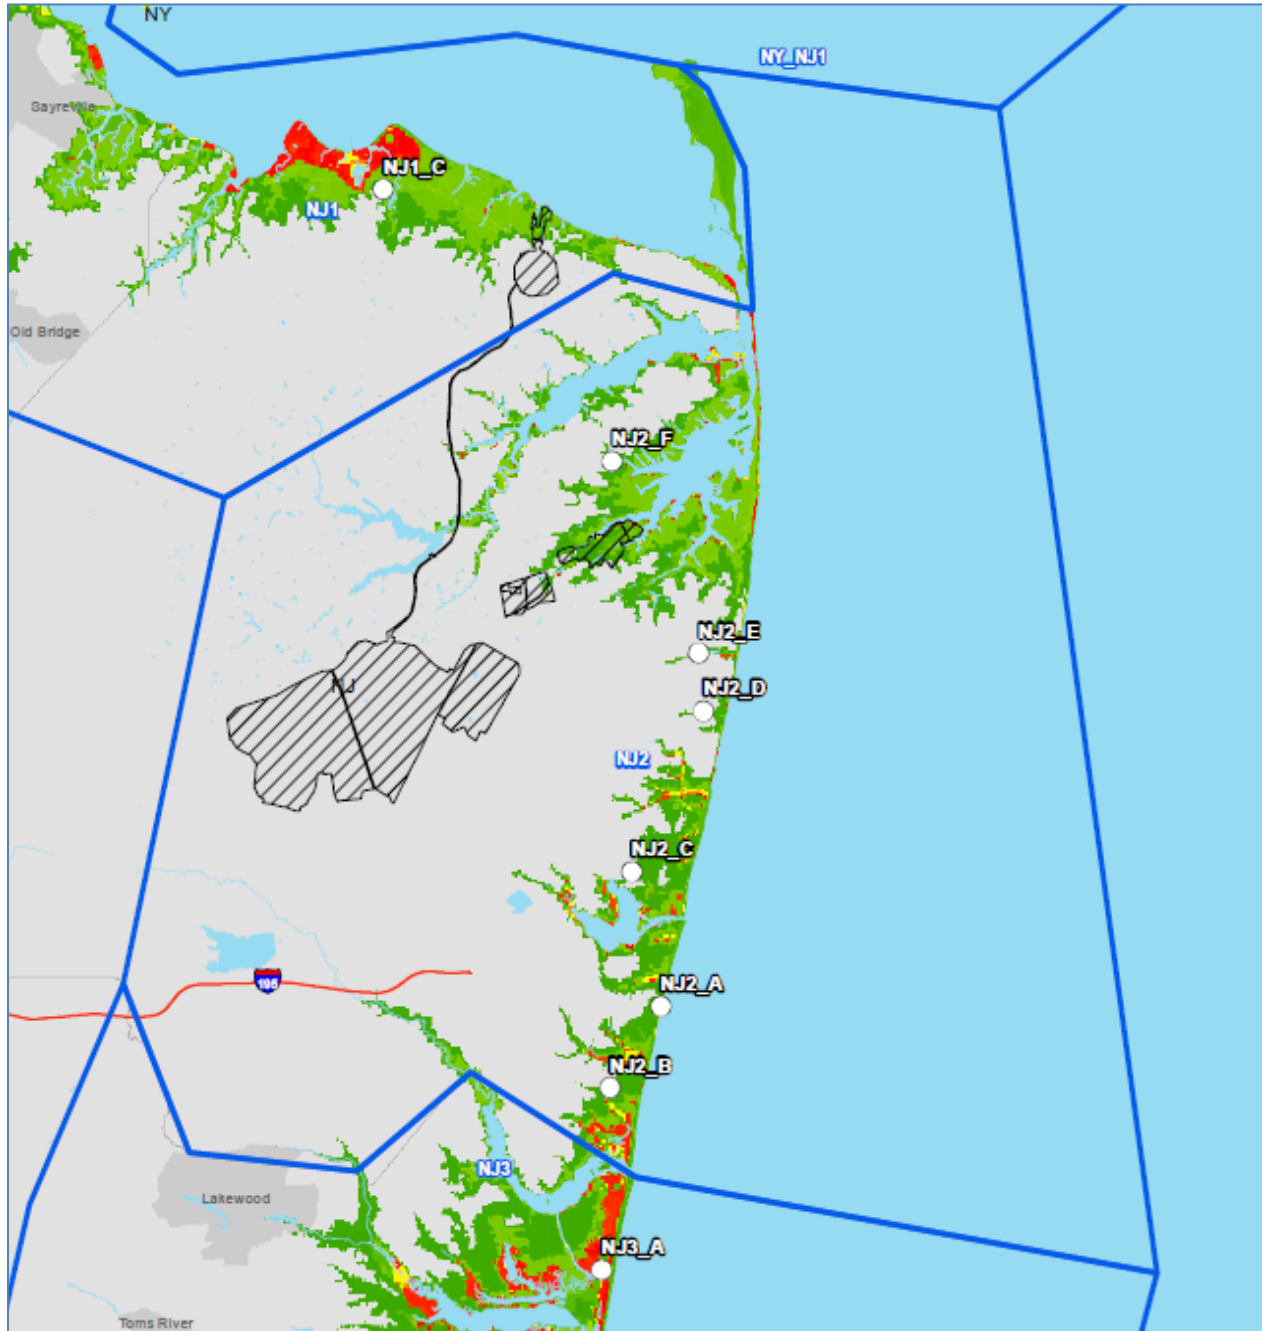 NY
NY_NJ1
Sayreville
NJ1_C
NJ1
Old Bridge
NJ2_F
NJ2_E
NJ
NJ2_D
NJ2
NJ2_C
195
NJ2_A
NJ2_B
NJ3
Lakewood
NJ3_A
Toms River